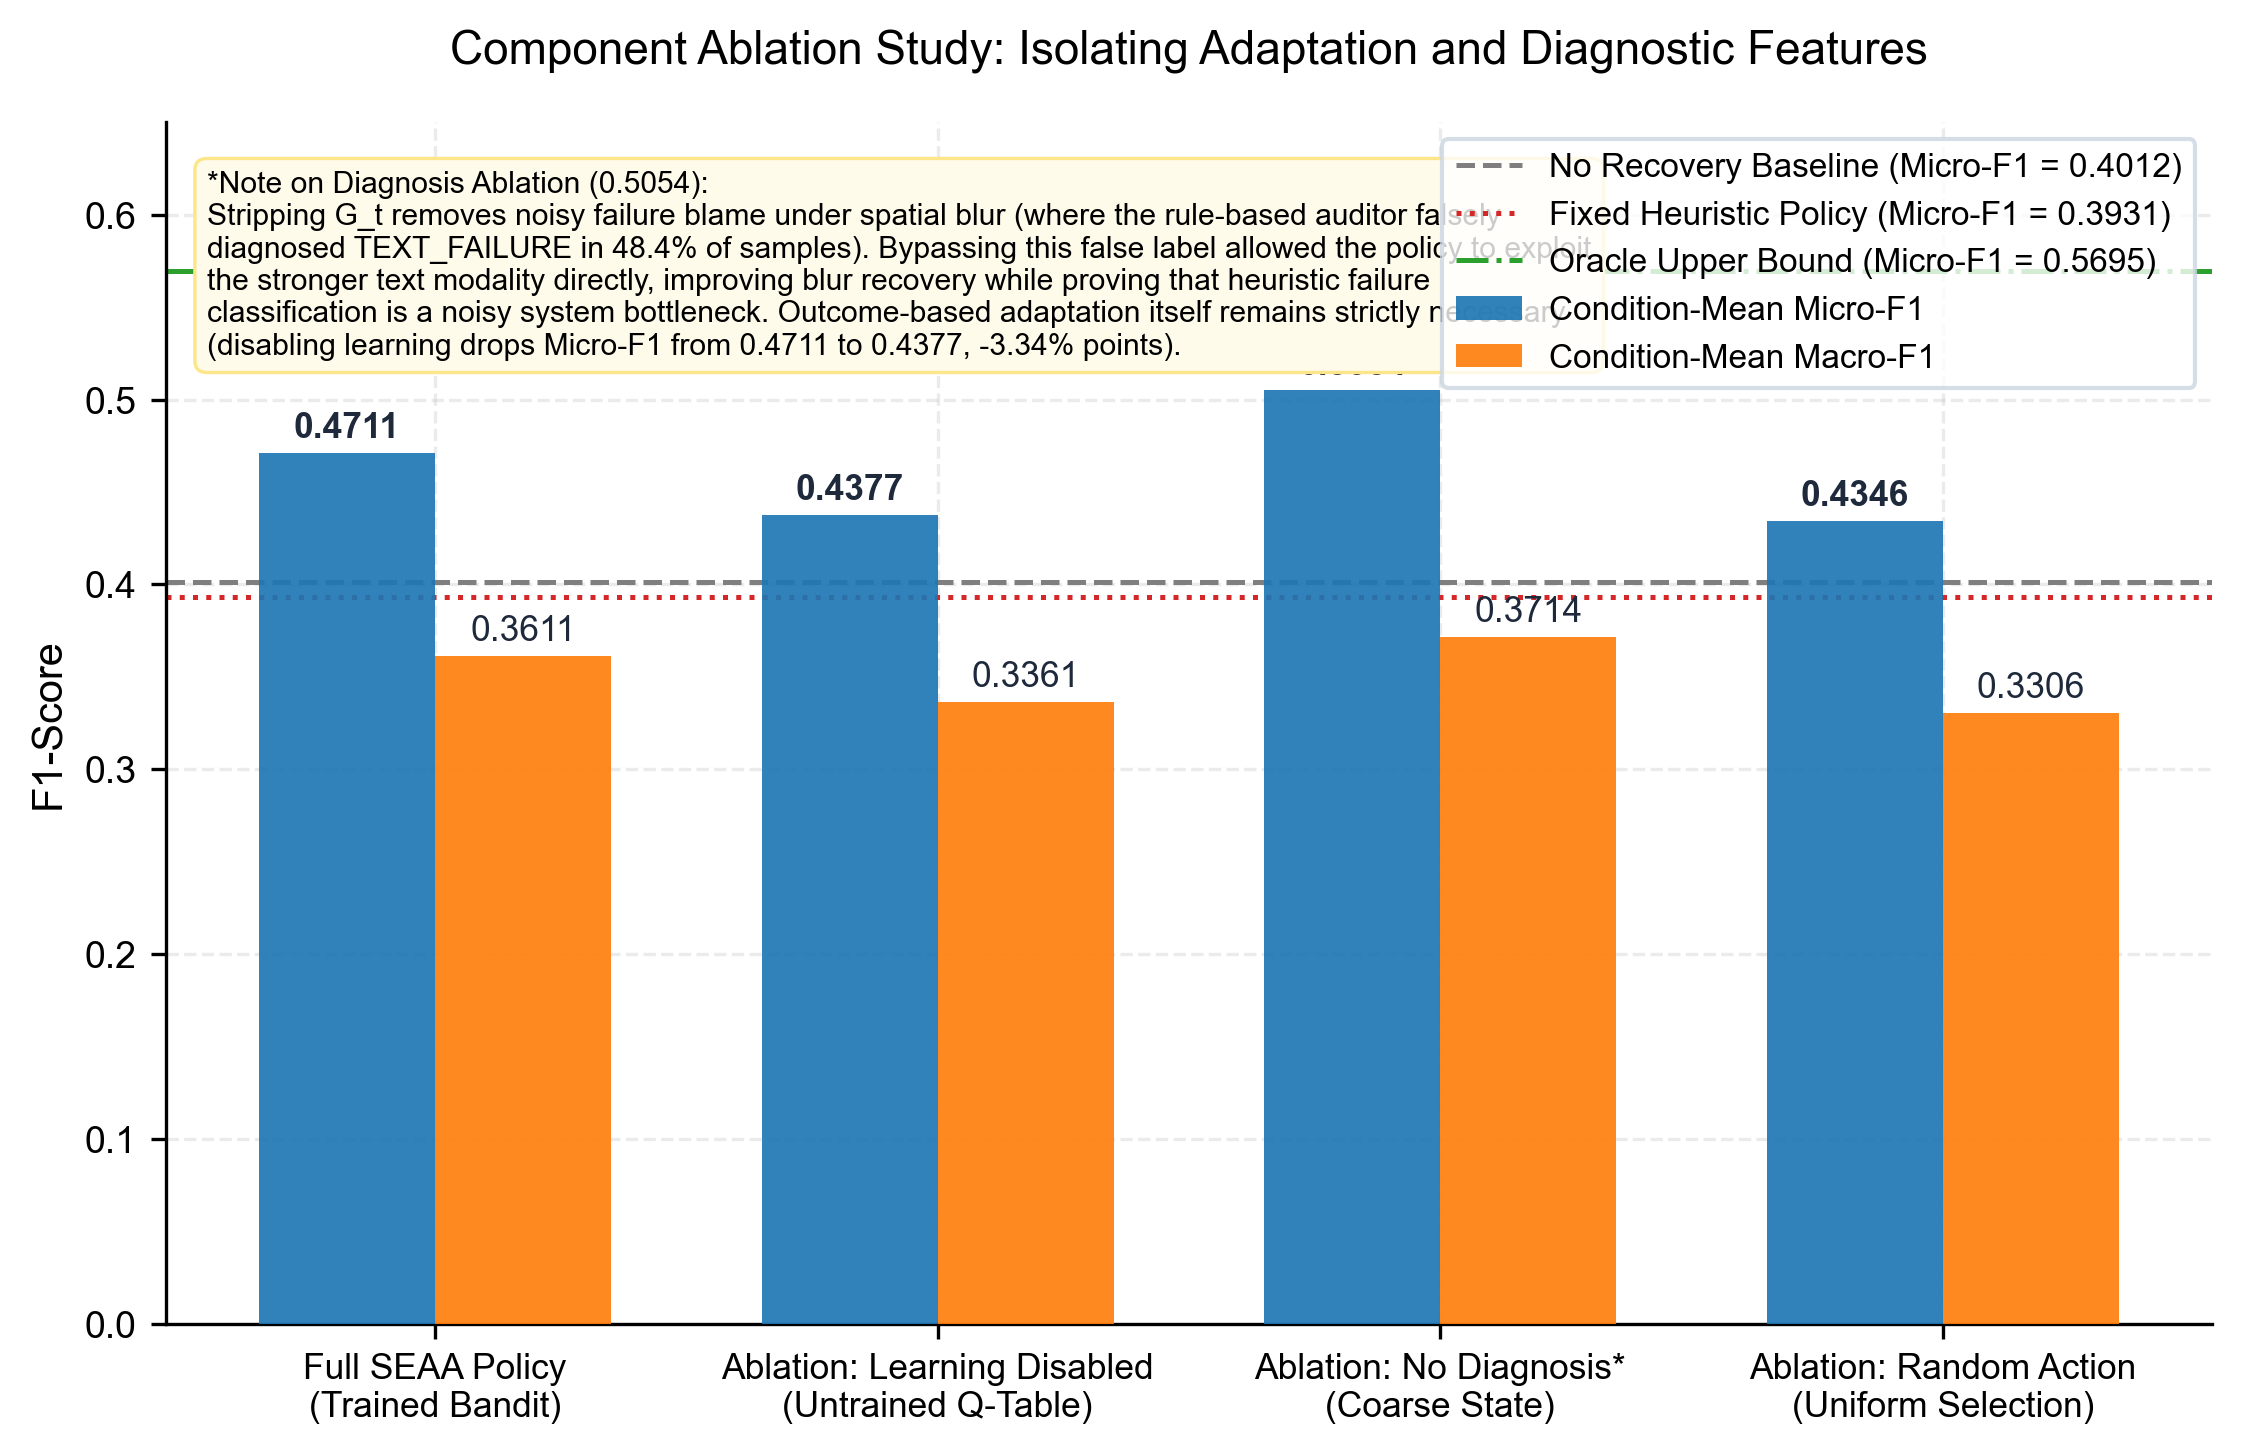 Component Ablation Study: Isolating Adaptation and Diagnostic Features
*Note on Diagnosis Ablation (0.5054):
Stripping G_t removes noisy failure blame under spatial blur (where the rule-based auditor falsely
diagnosed TEXT_FAILURE in 48.4% of samples). Bypassing this false label allowed the policy to exploit
the stronger text modality directly, improving blur recovery while proving that heuristic failure
classification is a noisy system bottleneck. Outcome-based adaptation itself remains strictly necessary
(disabling learning drops Micro-F1 from 0.4711 to 0.4377, -3.34% points).
No Recovery Baseline (Micro-F1 = 0.4012)
Fixed Heuristic Policy (Micro-F1 = 0.3931)
Oracle Upper Bound (Micro-F1 = 0.5695)
Condition-Mean Micro-F1
Condition-Mean Macro-F1
F1-Score
0.6
0.5
0.4
0.3
0.2
0.1
0.0
0.4711
0.3611
0.4377
0.3361
0.3714
0.4346
0.3306
Full SEAA Policy
(Trained Bandit)
Ablation: Learning Disabled
(Untrained Q-Table)
Ablation: No Diagnosis*
(Coarse State)
Ablation: Random Action
(Uniform Selection)